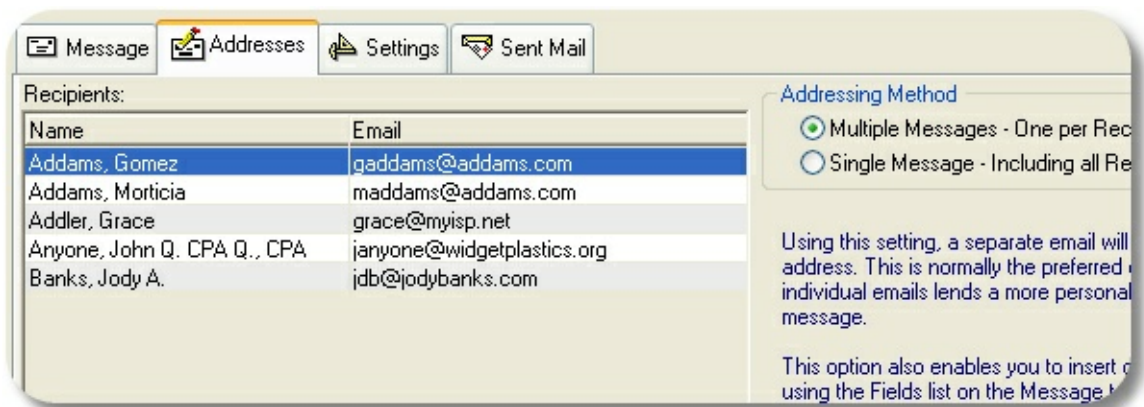 Message Addresses Settings Sent Mail
Recipients:
Name Email
Addams, Gomez gaddams@addams.com
Addams, Morticia maddams@addams.com
Addler, Grace grace@myisp.net
Anyone, John Q. CPA Q., CPA janyone@widgetplastics.org
Banks, Jody A. jdb@jodybanks.com
Addressing Method
Multiple Messages - One per Rec
Single Message - Including all Re
Using this setting, a separate email will
address. This is normally the preferred
individual emails lends a more personal
message.
This option also enables you to insert
using the Fields list on the Message